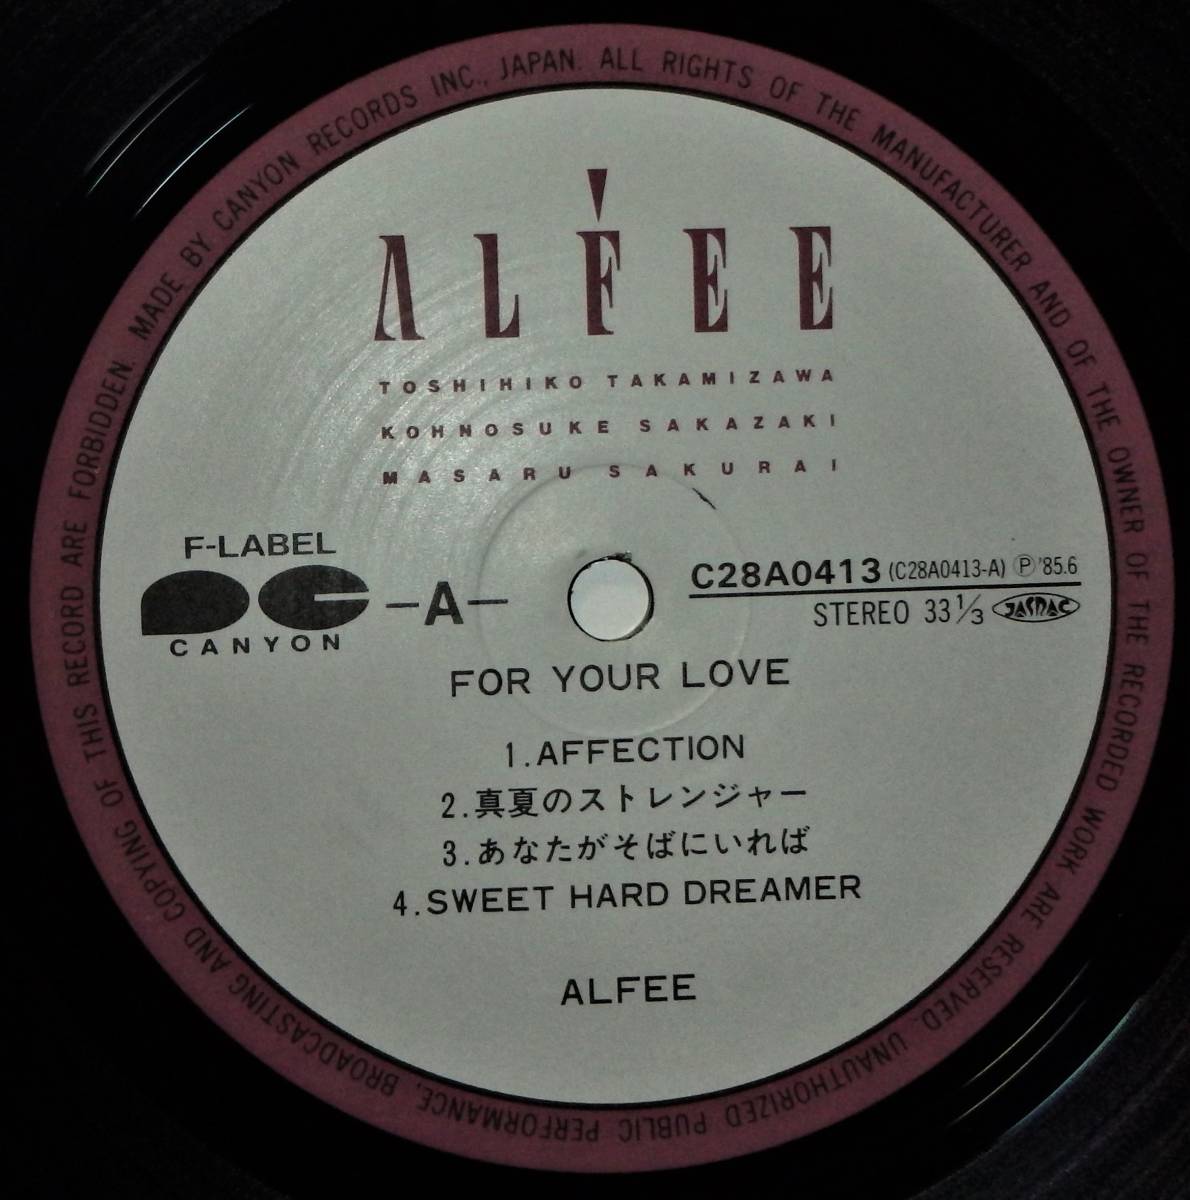 MADE BY CANYON RECORDS INC., JAPAN. ALL RIGHTS OF THE MANUFACTURER AND OF THE OWNER OF THE RECORDED WORK ARE RESERVED. UNAUTHORIZED PUBLIC PERFORMANCE, BROADCASTING AND COPYING OF THIS RECORD ARE FORBIDDEN.
ALFEE
TOSHIHIKO TAKAMIZAWA
KOHNOSUKE SAKAZAKI
MASARU SAKURAI
F-LABEL
CANYON
—A—
C28A0413 (C28A0413-A) Ⓟ'85.6
STEREO 33 1/3 JASRAC
FOR YOUR LOVE
1.AFFECTION
2.真夏のストレンジャー
3.あなたがそばにいれば
4.SWEET HARD DREAMER
ALFEE